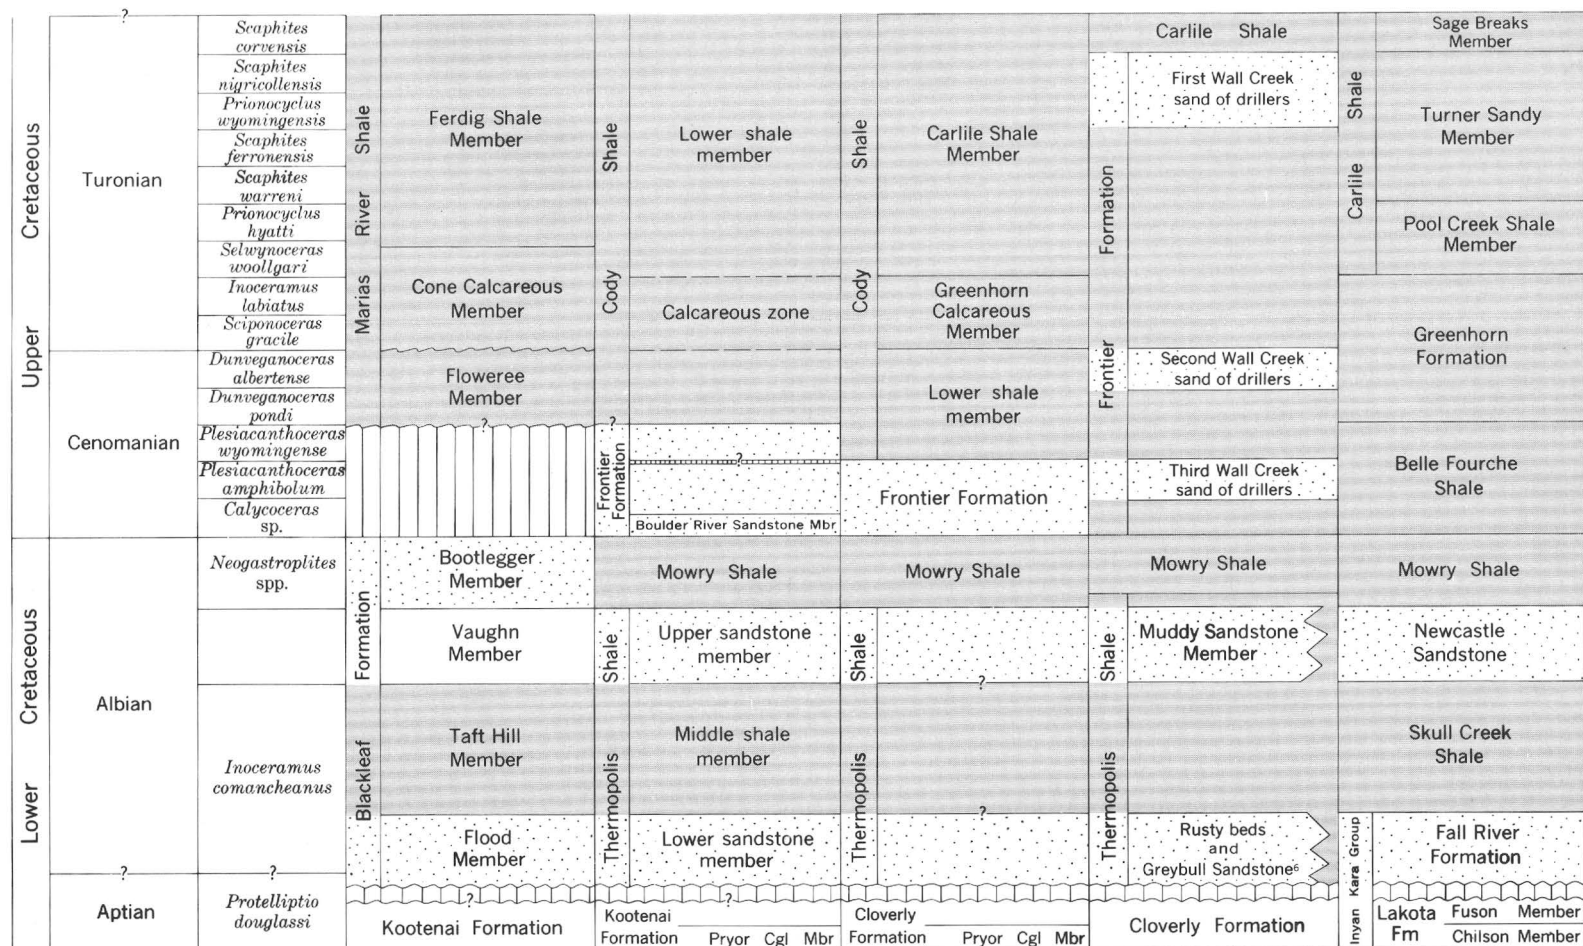 ?
Upper Cretaceous
Lower Cretaceous
Turonian
Cenomanian
Albian
?
Aptian
Scaphites
corvensis
Scaphites
nigricollensis
Prionocyclus
wyomingensis
Scaphites
ferronensis
Scaphites
warreni
Prionocyclus
hyatti
Selwynoceras
woollgari
Inoceramus
labiatus
Sciponoceras
gracile
Dunveganoceras
albertense
Dunveganoceras
pondi
Plesiacanthoceras
wyomingense
Plesiacanthoceras
amphibolum
Calycoceras
sp.
Neogastroplites
spp.
Inoceramus
comancheanus
?
Protelliptio
douglassi
Marias River Shale
Ferdig Shale
Member
Cone Calcareous
Member
Floweree
Member
?
Blackleaf Formation
Bootlegger
Member
Vaughn
Member
Taft Hill
Member
Flood
Member
?
Kootenai Formation
Cody Shale
Lower shale
member
Calcareous zone
?
Frontier
Formation
?
Boulder River Sandstone Mbr
Mowry Shale
Thermopolis Shale
Upper sandstone
member
Middle shale
member
Lower sandstone
member
?
Kootenai
Formation
Pryor Cgl Mbr
Cody Shale
Carlile Shale
Member
Greenhorn
Calcareous
Member
Lower shale
member
Frontier Formation
Mowry Shale
Thermopolis Shale
?
?
Cloverly
Formation
Pryor Cgl Mbr
Carlile Shale
Frontier Formation
First Wall Creek
sand of drillers
Second Wall Creek
sand of drillers
Third Wall Creek
sand of drillers
Mowry Shale
Thermopolis Shale
Muddy Sandstone
Member
Rusty beds
and
Greybull Sandstone⁶
Cloverly Formation
Carlile Shale
Sage Breaks
Member
Turner Sandy
Member
Pool Creek Shale
Member
Greenhorn
Formation
Belle Fourche
Shale
Mowry Shale
Newcastle
Sandstone
Skull Creek
Shale
Inyan Kara Group
Fall River
Formation
Lakota
Fm
Fuson Member
Chilson Member